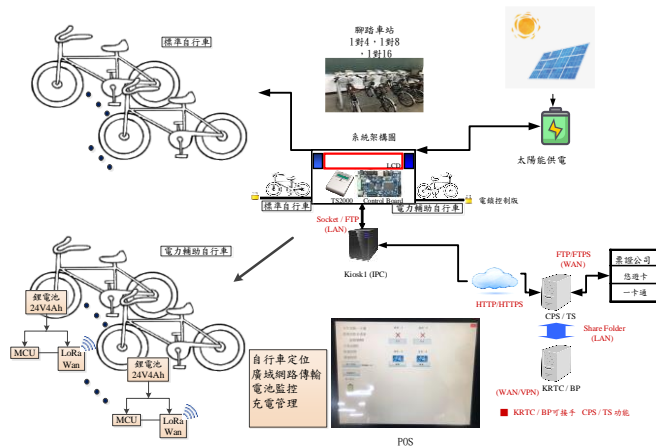 標準自行車
腳踏車站
1對4，1對8
，1對16
系統架構圖
太陽能供電
LCD
TS2000 Control Board
標準自行車
電力輔助自行車
電鎖控制版
Socket / FTP
(LAN)
Kiosk1 (IPC)
電力輔助自行車
鋰電池
24V4Ah
MCU
LoRa
Wan
鋰電池
24V4Ah
MCU
LoRa
Wan
自行車定位
廣域網路傳輸
電池監控
充電管理
HTTP/HTTPS
FTP/FTPS
(WAN)
票證公司
悠遊卡
一卡通
CPS / TS
Share Folder
(LAN)
KRTC / BP
(WAN/VPN)
KRTC / BP可接手 CPS / TS 功能
POS